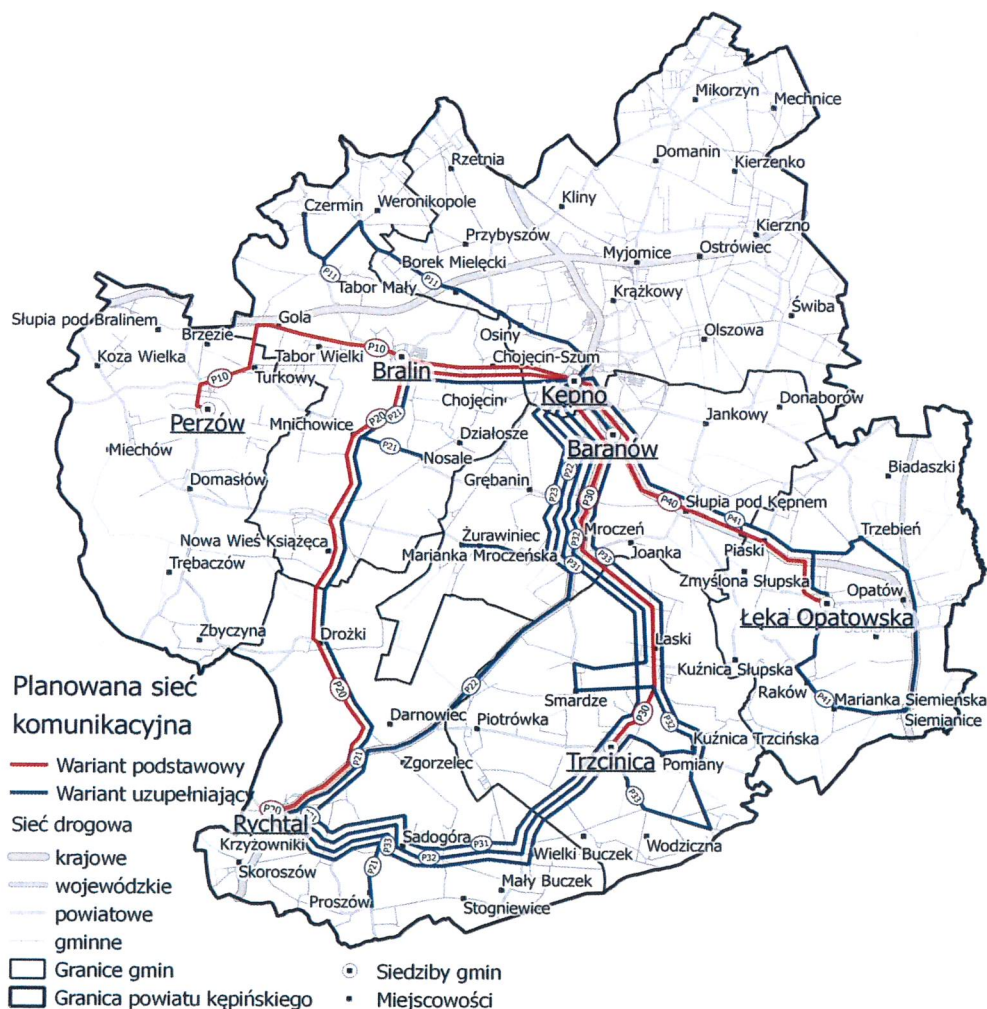 Mikorzyn
Mechnice
Domanin
Rzetnia
Kierzenko
Kliny
Czermin
Weronikopole
Kierzno
Przybyszów
Ostrówiec
Myjomice
Borek Mielęcki
P11
P11
Tabor Mały
Krążkowy
Świba
Słupia pod Bralinem
Gola
Osiny
Olszowa
Brzezie
P10
Tabor Wielki
Chojęcin-Szum
Koza Wielka
Bralin
Turkowy
P10
Kępno
Chojęcin
Donaborów
Perzów
P20
P21
Jankowy
Mnichowice
Działosze
Baranów
Miechów
P21
Nosale
P22
Biadaszki
Grębanin
Domasłów
P23
P30
P40
Słupia pod Kępnem
P41
Trzebień
Żurawiniec
P32
Mroczeń
Nowa Wieś Książęca
Marianka Mroczeńska
P23
Joanka
Piaski
Trębaczów
P31
Zmyślona Słupska
Opatów
Łęka Opatowska
Zbyczyna
Drożki
Laski
Kuźnica Słupska
P20
P22
Smardze
Raków
P41
Marianka Siemieńska
Siemianice
Darnowiec
Piotrówka
P30
P32
Kuźnica Trzcińska
P21
Zgorzelec
Trzcinica
Pomiany
P33
P20
Rychtal
Krzyżowniki
P33
Sadogóra
P31
P32
Wielki Buczek
Wodziczna
Skoroszów
P21
Mały Buczek
Proszów
Stogniewice
Planowana sieć
komunikacyjna
Wariant podstawowy
Wariant uzupełniający
Sieć drogowa
krajowe
wojewódzkie
powiatowe
gminne
Granice gmin
Granica powiatu kępińskiego
Siedziby gmin
Miejscowości